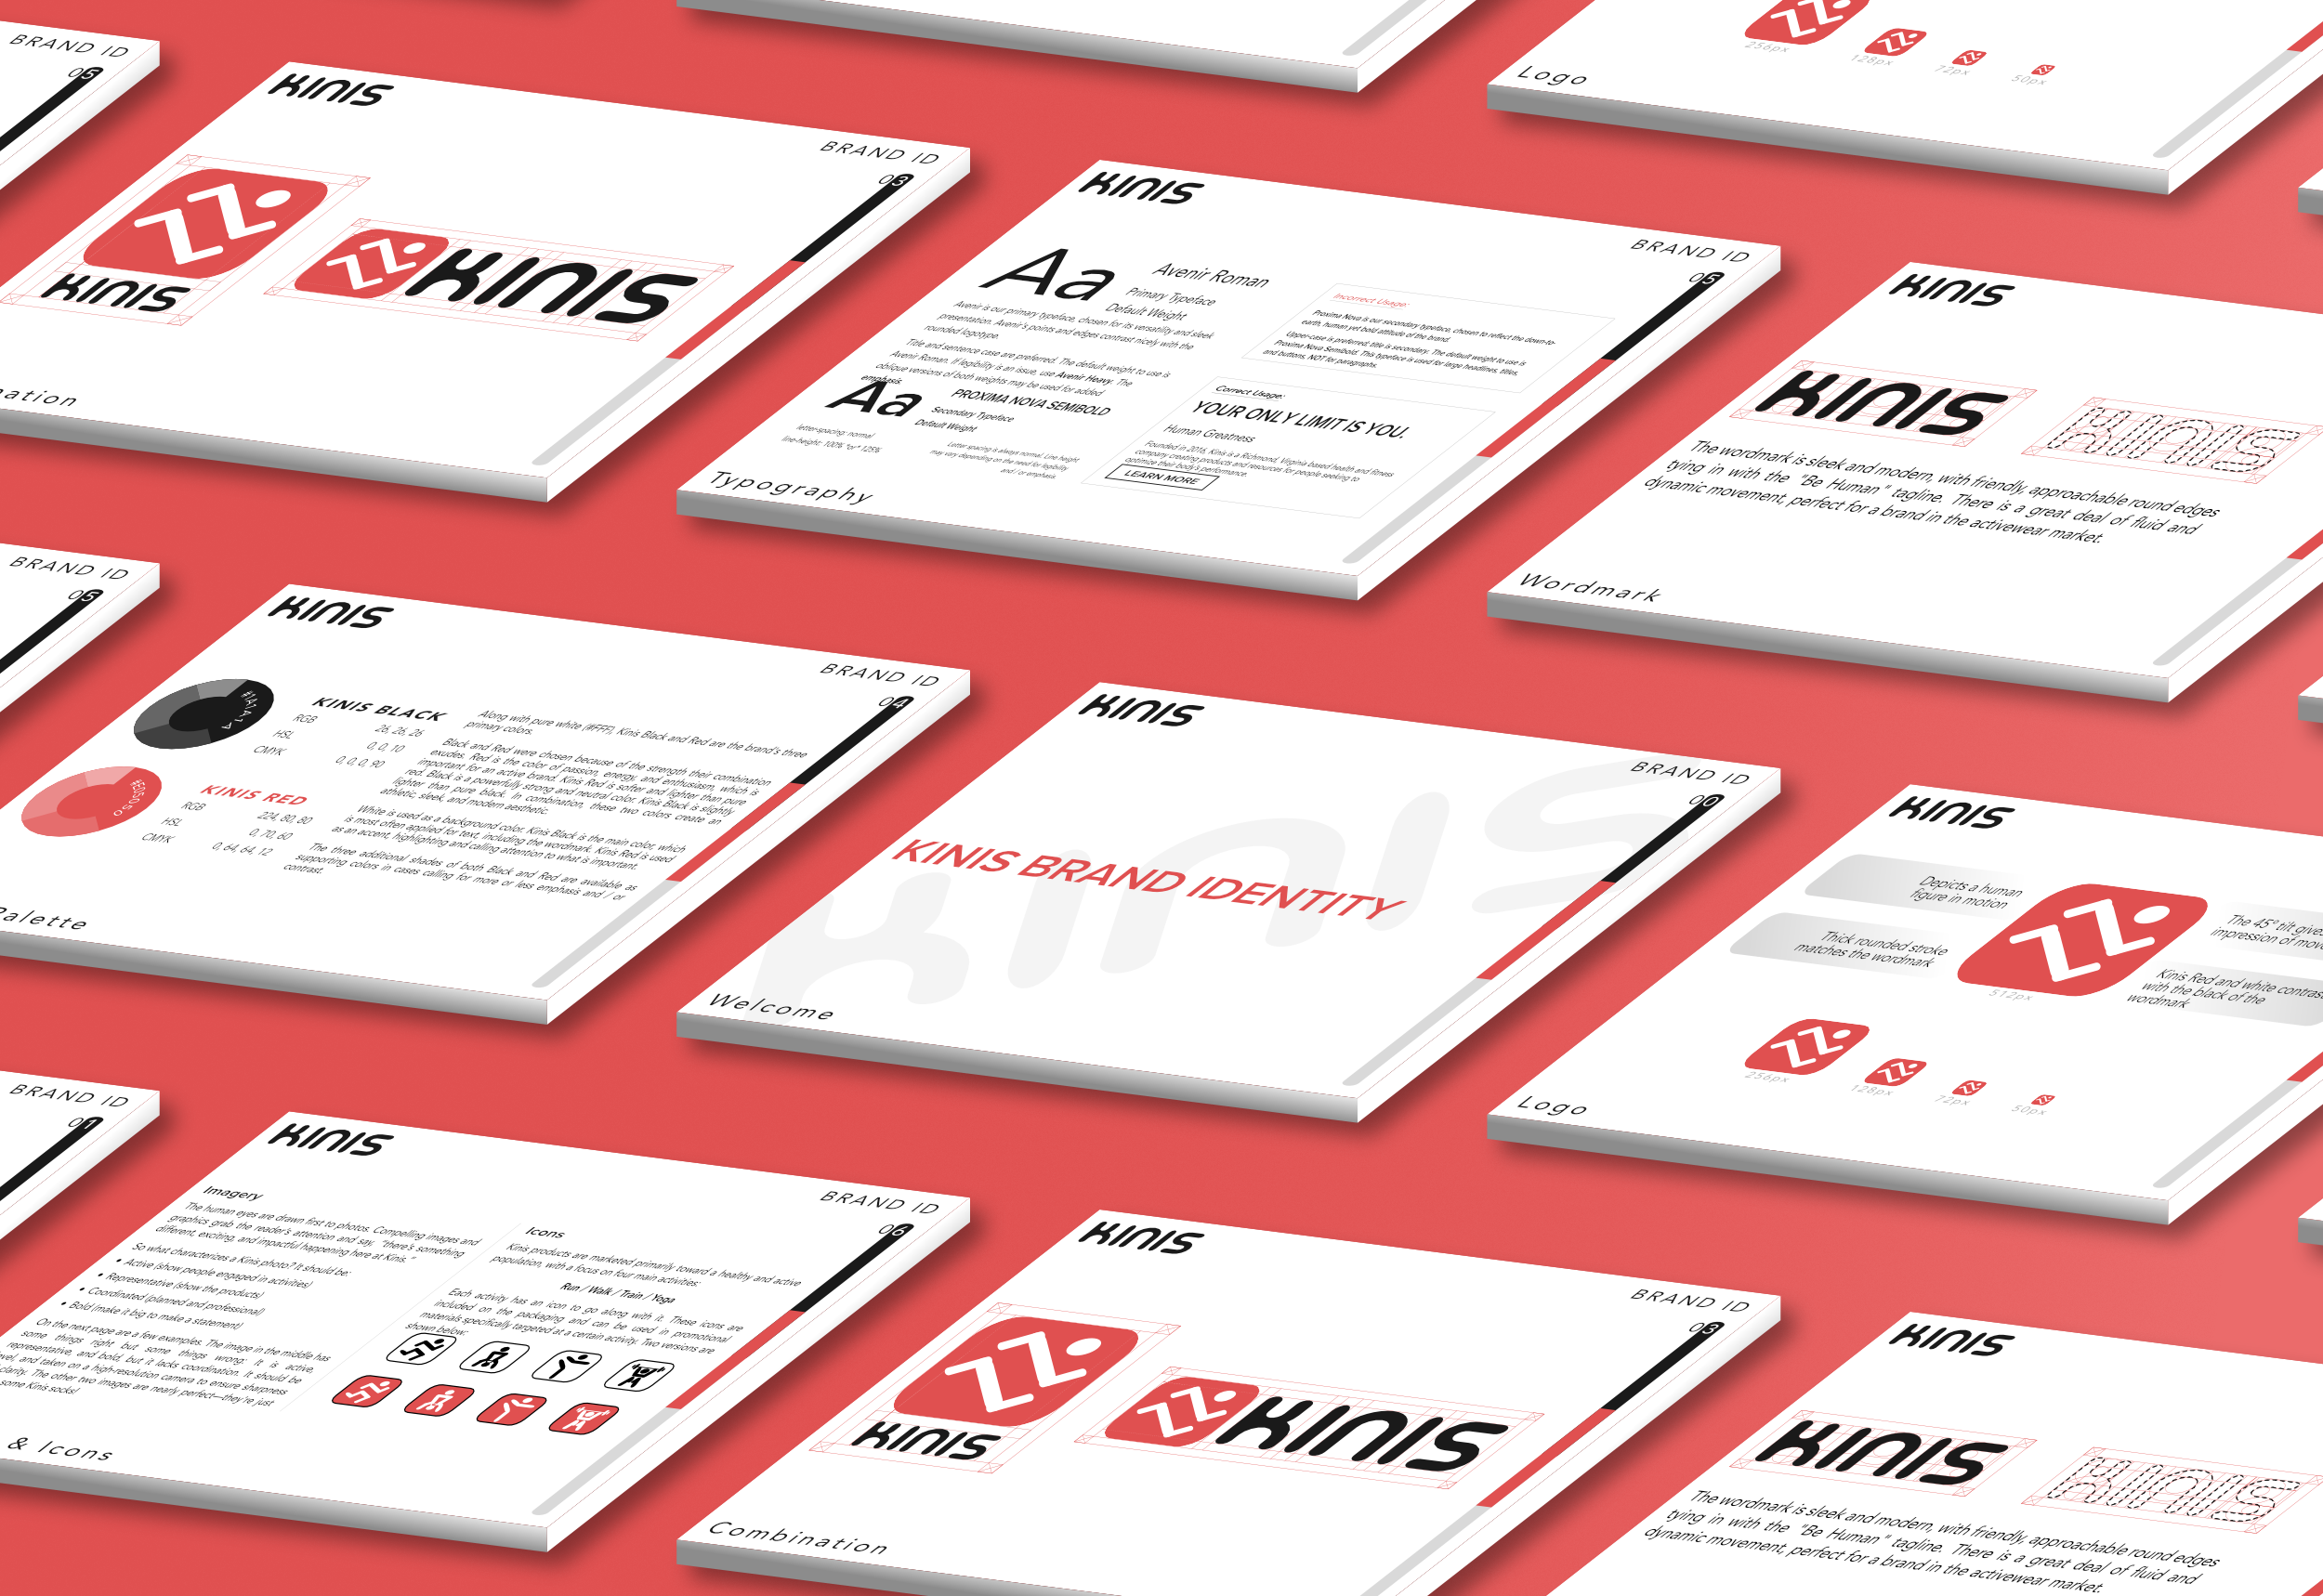 BRAND ID
05
KINIS
BRAND ID
03
KINIS
KINIS
ation
256px
128px
72px
50px
Logo
KINIS
BRAND ID
05
Aa
Avenir Roman
Primary Typeface
Default Weight
Avenir is our primary typeface, chosen for its versatility and sleek
presentation. Avenir's points and edges contrast nicely with the
rounded logotype.
Title and sentence case are preferred. The default weight to use is
Avenir Roman. If legibility is an issue, use Avenir Heavy. The
oblique versions of both weights may be used for added
emphasis.
Aa
PROXIMA NOVA SEMIBOLD
Secondary Typeface
Default Weight
letter-spacing: normal
line-height: 100% "or" 125%
Letter spacing is always normal. Line height
may vary depending on the need for legibility
and / or emphasis.
Incorrect Usage:
Proxima Nova is our secondary typeface, chosen to reflect the down-to-
earth, human yet bold attitude of the brand.
Upper-case is preferred, title is secondary. The default weight to use is
Proxima Nova Semibold. This typeface is used for large headlines, titles,
and buttons, NOT for paragraphs.
Correct Usage:
YOUR ONLY LIMIT IS YOU.
Human Greatness
Founded in 2016, Kinis is a Richmond, Virginia based health and fitness
company creating products and resources for people seeking to
optimize their body's performance.
LEARN MORE
Typography
KINIS
KINIS
KINIS
The wordmark is sleek and modern, with friendly, approachable round edges
tying in with the "Be Human" tagline. There is a great deal of fluid and
dynamic movement, perfect for a brand in the activewear market.
Wordmark
BRAND ID
05
KINIS
BRAND ID
04
#1A1A1A
KINIS BLACK
RGB 26, 26, 26
HSL 0, 0, 10
CMYK 0, 0, 0, 90
#E05050
KINIS RED
RGB 224, 80, 80
HSL 0, 70, 60
CMYK 0, 64, 64, 12
Along with pure white (#FFF), Kinis Black and Red are the brand's three
primary colors.
Black and Red were chosen because of the strength their combination
exudes. Red is the color of passion, energy, and enthusiasm, which is
important for an active brand. Kinis Red is softer and lighter than pure
red. Black is a powerfully strong and neutral color. Kinis Black is slightly
lighter than pure black. In combination, these two colors create an
athletic, sleek, and modern aesthetic.
White is used as a background color. Kinis Black is the main color, which
is most often applied for text, including the wordmark. Kinis Red is used
as an accent, highlighting and calling attention to what is important.
The three additional shades of both Black and Red are available as
supporting colors in cases calling for more or less emphasis and / or
contrast.
Palette
KINIS
BRAND ID
00
KINIS
KINIS BRAND IDENTITY
Welcome
KINIS
Depicts a human
figure in motion
Thick rounded stroke
matches the wordmark
The 45° tilt give
impression of mov
Kinis Red and white contras
with the black of the
wordmark
512px
256px
128px
72px
50px
Logo
BRAND ID
01
KINIS
BRAND ID
06
Imagery
The human eyes are drawn first to photos. Compelling images and
graphics grab the reader's attention and say, "there's something
different, exciting, and impactful happening here at Kinis."
So what characterizes a Kinis photo? It should be:
• Active (show people engaged in activities)
• Representative (show the products)
• Coordinated (planned and professional)
• Bold (make it big to make a statement)
On the next page are a few examples. The image in the middle has
some things right but some things wrong: It is active,
representative, and bold, but it lacks coordination. It should be
vel, and taken on a high-resolution camera to ensure sharpness
clarity. The other two images are nearly perfect—they're just
some Kinis socks!
Icons
Kinis products are marketed primarily toward a healthy and active
population, with a focus on four main activities:
Run / Walk / Train / Yoga
Each activity has an icon to go along with it. These icons are
included on the packaging and can be used in promotional
materials specifically targeted at a certain activity. Two versions are
shown below:
& Icons
KINIS
BRAND ID
03
KINIS
KINIS
Combination
KINIS
KINIS
KINIS
The wordmark is sleek and modern, with friendly, approachable round edges
tying in with the "Be Human" tagline. There is a great deal of fluid and
dynamic movement, perfect for a brand in the activewear market.